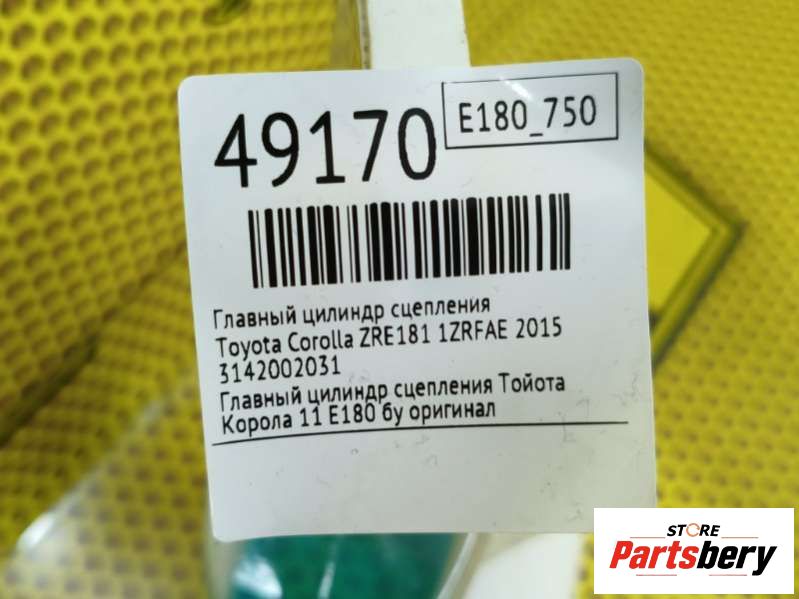 49170
E180_750
Главный цилиндр сцепления
Toyota Corolla ZRE181 1ZRFAE 2015
3142002031
Главный цилиндр сцепления Тойота
Корола 11 Е180 бу оригинал
STORE
Partsbery